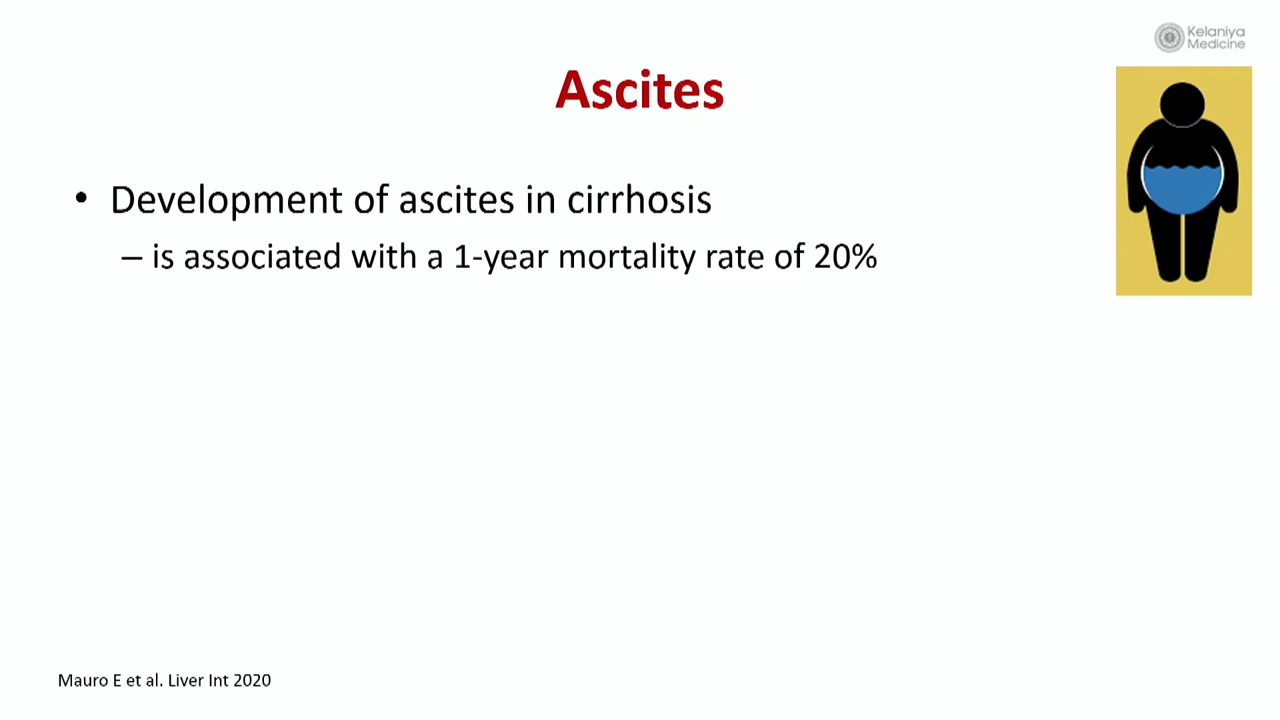 Kelaniya
Medicine
Ascites
• Development of ascites in cirrhosis
– is associated with a 1-year mortality rate of 20%
Mauro E et al. Liver Int 2020